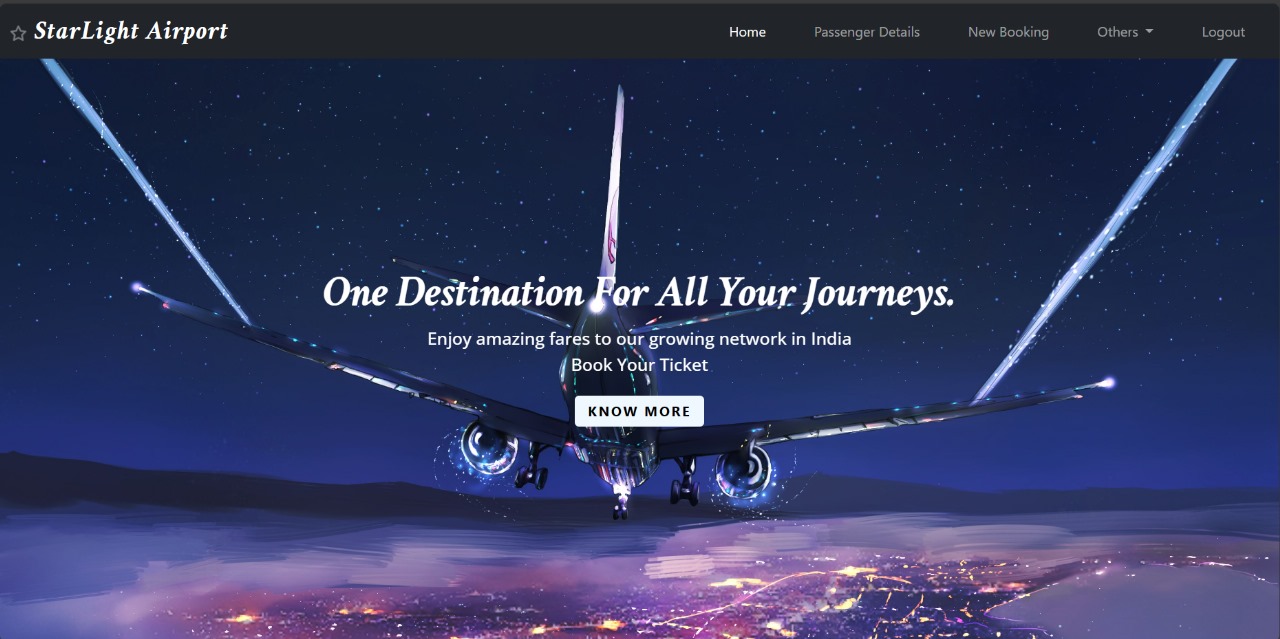 StarLight Airport
Home
Passenger Details
New Booking
Others
Logout
One Destination For All Your Journeys.
Enjoy amazing fares to our growing network in India
Book Your Ticket
KNOW MORE